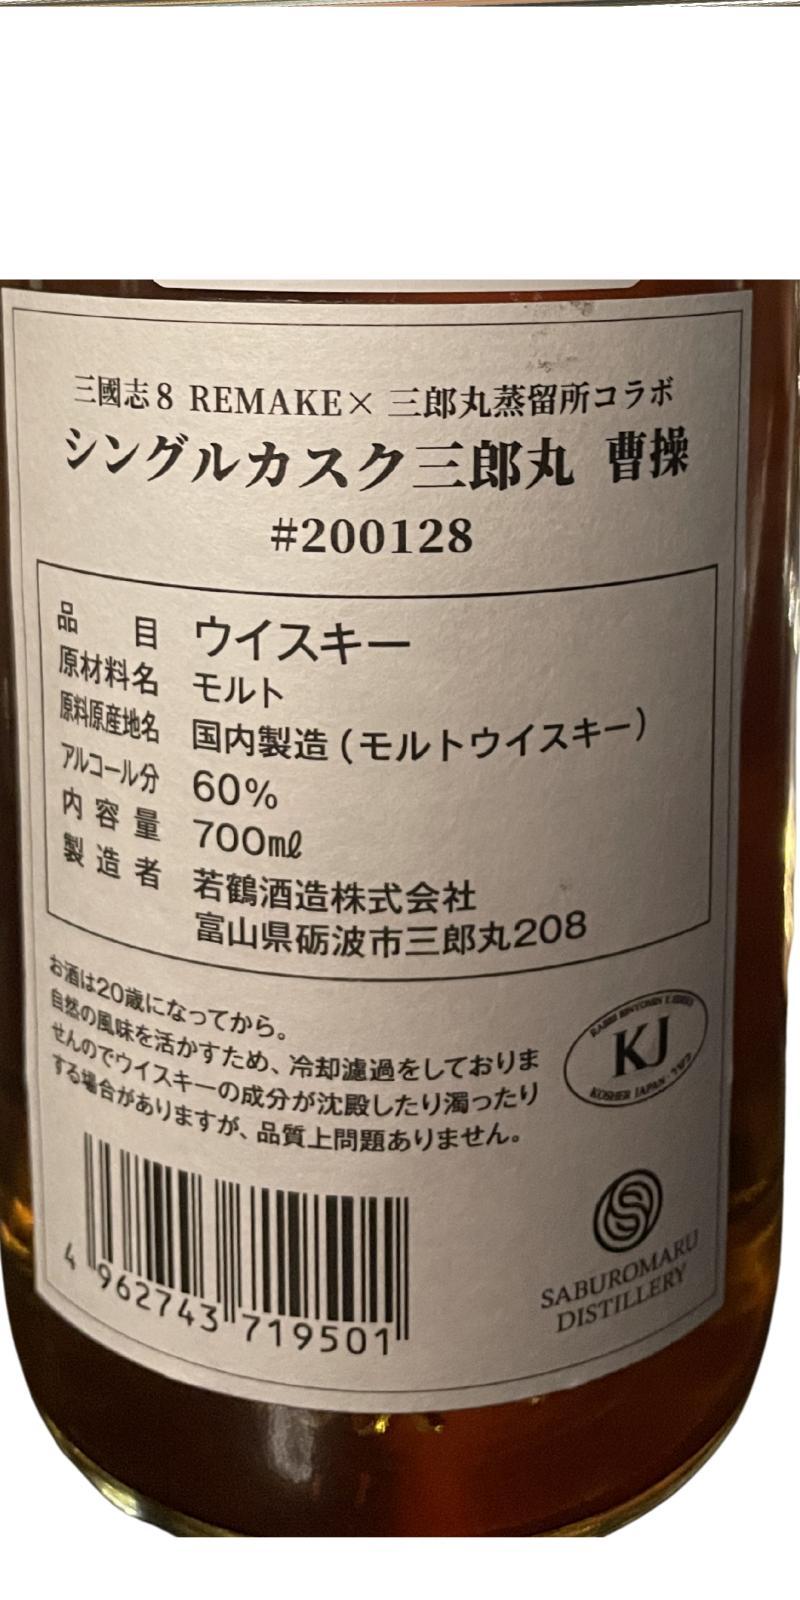 三國志8 REMAKE× 三郎丸蒸留所コラボ
シングルカスク三郎丸 曹操
#200128
品目 ウイスキー
原材料名 モルト
原料原産地名 国内製造(モルトウイスキー)
アルコール分 60%
内容量 700㎖
製造者 若鶴酒造株式会社
富山県砺波市三郎丸208
お酒は20歳になってから。
自然の風味を活かすため、冷却濾過をしておりま
せんのでウイスキーの成分が沈殿したり濁ったり
する場合がありますが、品質上問題ありません。
KJ
KOSHER JAPAN
4 962743 719501
SABUROMARU
DISTILLERY